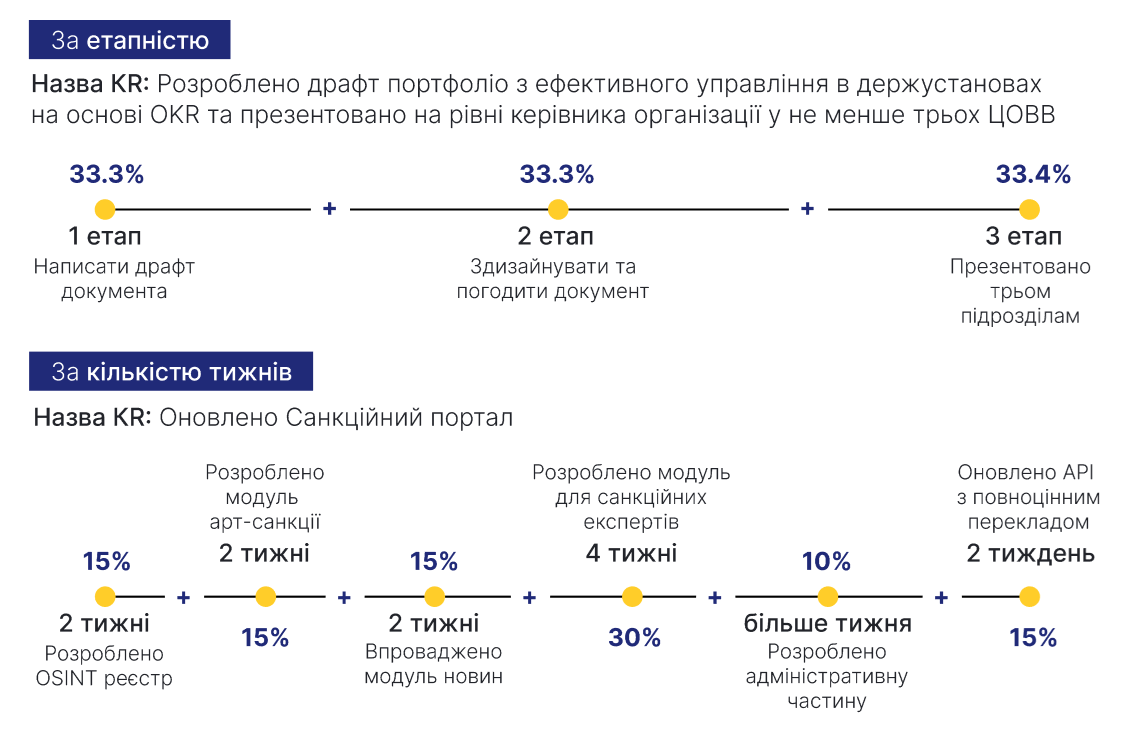 За етапністю
Назва KR: Розроблено драфт портфоліо з ефективного управління в держустановах
на основі OKR та презентовано на рівні керівника організації у не менше трьох ЦОВВ
33.3%
+
33.3%
+
33.4%
1 етап
Написати драфт
документа
2 етап
Здизайнувати та
погодити документ
3 етап
Презентовано
трьом
підрозділам
За кількістю тижнів
Назва KR: Оновлено Санкційний портал
15%
2 тижні
Розроблено
OSINT реєстр
+
Розроблено
модуль
арт-санкції
2 тижні
15%
+
15%
2 тижні
Впроваджено
модуль новин
+
Розроблено модуль
для санкційних
експертів
4 тижні
30%
+
10%
більше тижня
Розроблено
адміністративну
частину
+
Оновлено API
з повноцінним
перекладом
2 тиждень
15%